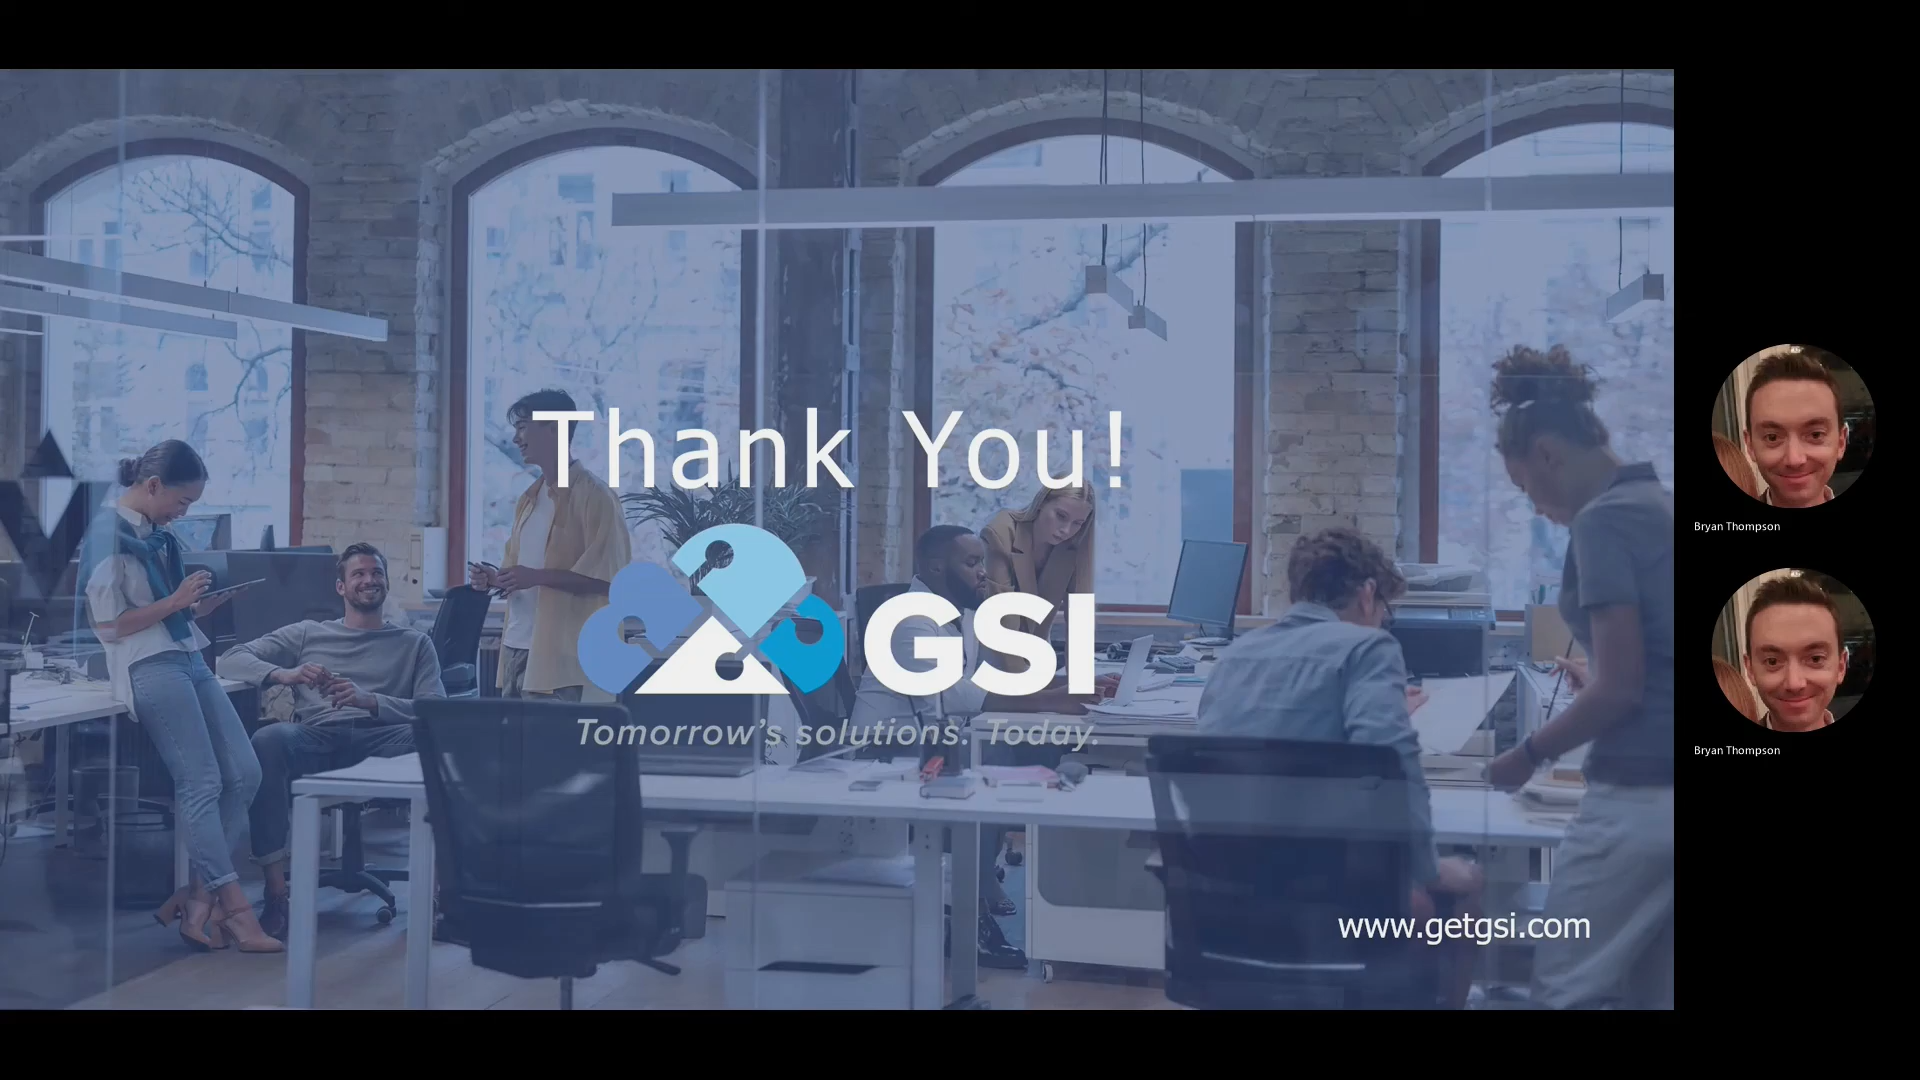 Thank You!
GSI
Tomorrow's solutions. Today.
www.getgsi.com
Bryan Thompson
Bryan Thompson